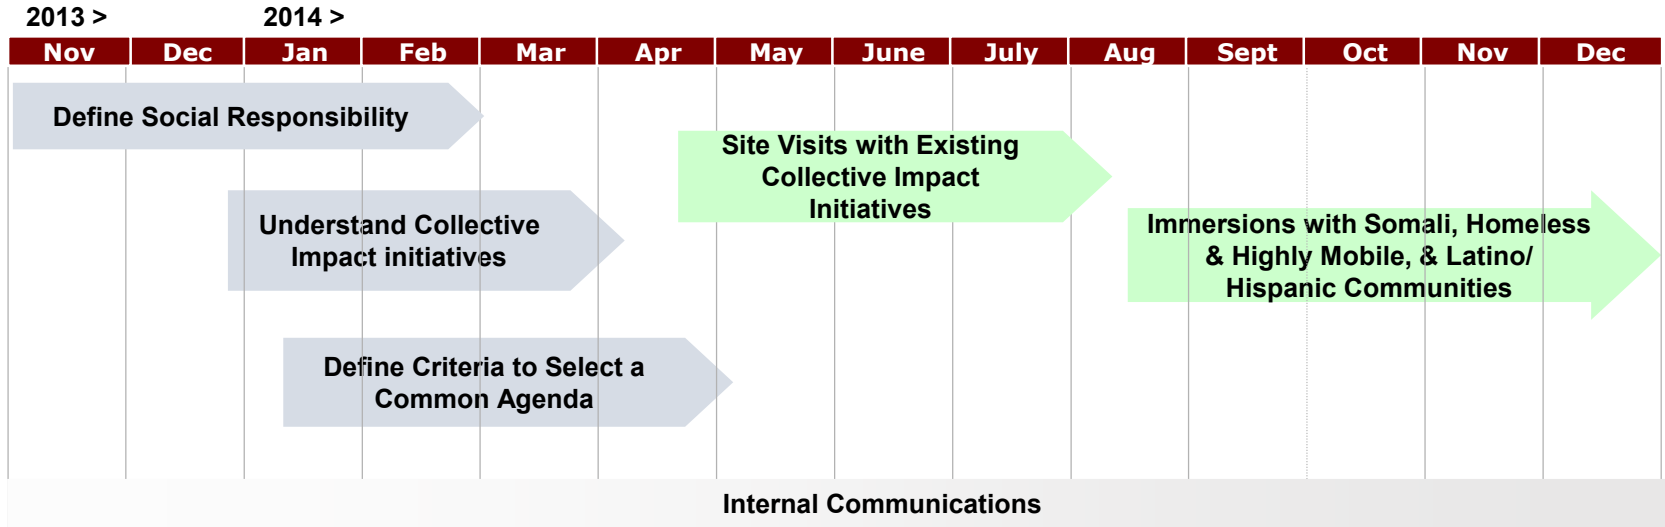 2013 > 2014 >
Nov Dec Jan Feb Mar Apr May June July Aug Sept Oct Nov Dec
Define Social Responsibility
Site Visits with Existing
Collective Impact
Initiatives
Understand Collective
Impact initiatives
Immersions with Somali, Homeless
& Highly Mobile, & Latino/
Hispanic Communities
Define Criteria to Select a
Common Agenda
Internal Communications